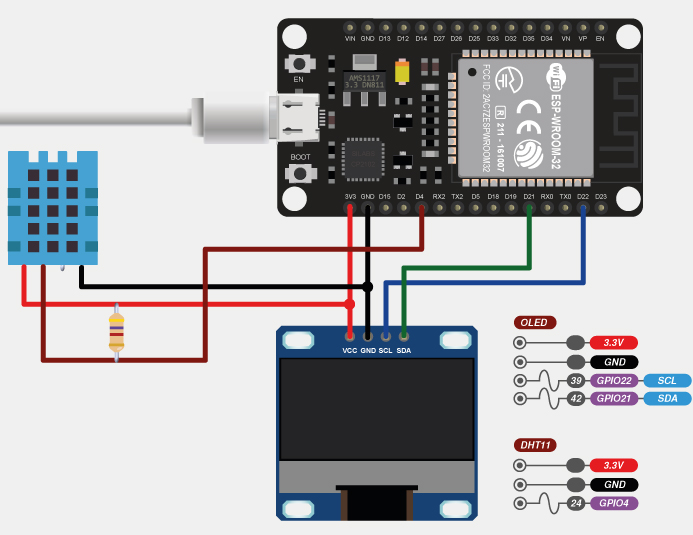 VIN GND D13 D12 D14 D27 D26 D25 D33 D32 D35 D34 VN VP EN
EN
AMS1117
3.3 DN811
BOOT
WiFi
ESP-WROOM-32
CE
R 211 - 161007
FCC ID: 2AC7ZESPWROOM32
3V3 GND D15 D2 D4 RX2 TX2 D5 D18 D19 D21 RX0 TX0 D22 D23
VCC GND SCL SDA
OLED
3.3V
GND
39 GPIO22 SCL
42 GPIO21 SDA
DHT11
3.3V
GND
24 GPIO4